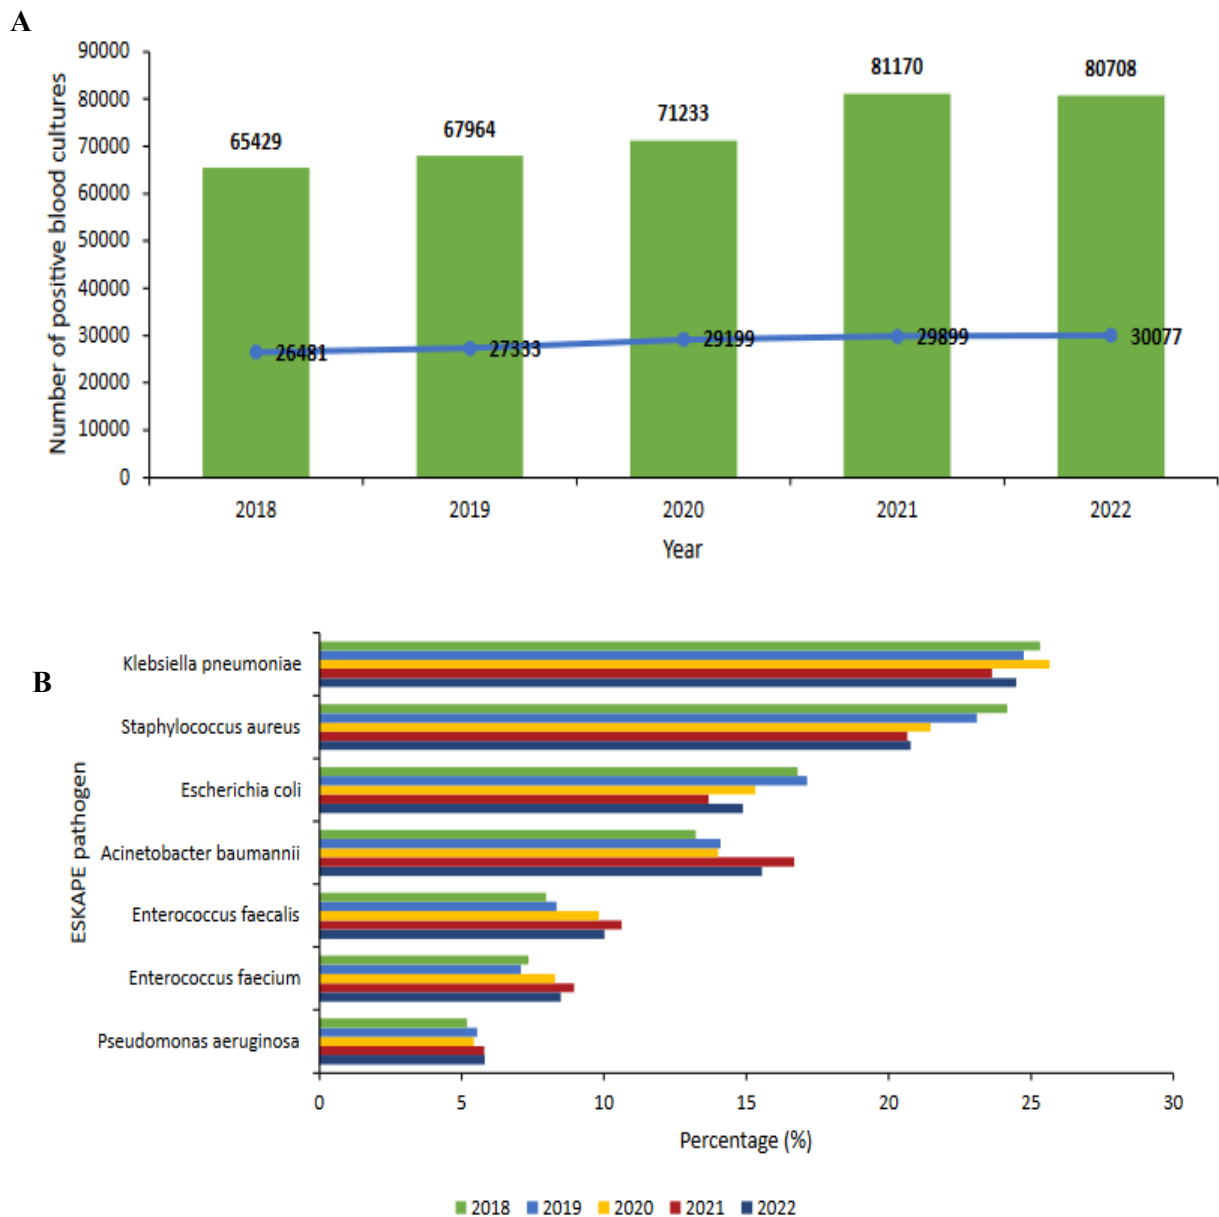 A
90000
80000
70000
60000
50000
40000
30000
20000
10000
0
Number of positive blood cultures
65429
67964
71233
81170
80708
26481
27333
29199
29899
30077
2018 2019 2020 2021 2022
Year
B
ESKAPE pathogen
Klebsiella pneumoniae
Staphylococcus aureus
Escherichia coli
Acinetobacter baumannii
Enterococcus faecalis
Enterococcus faecium
Pseudomonas aeruginosa
0 5 10 15 20 25 30
Percentage (%)
2018 2019 2020 2021 2022